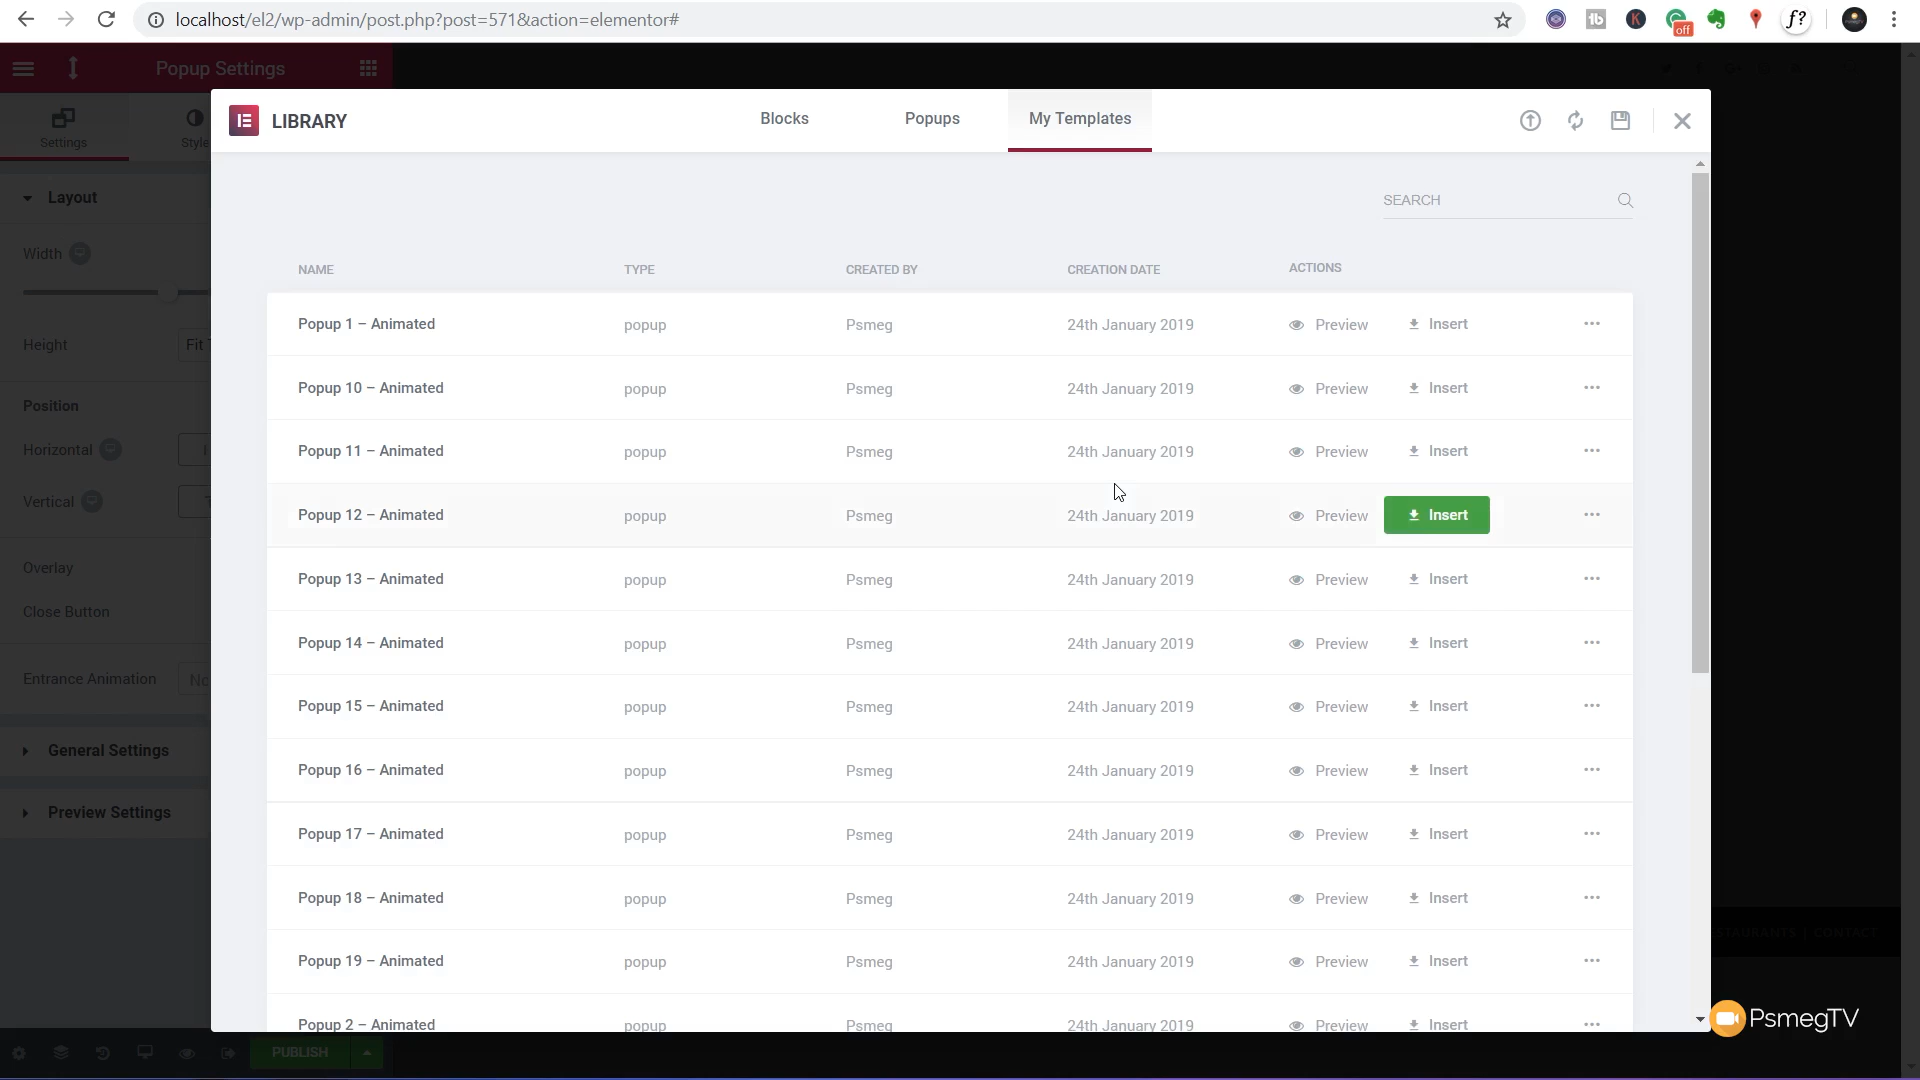 localhost/el2/wp-admin/post.php?post=571&action=elementor#
off
f?
Popup Settings
Settings
Style
Layout
Width
Height
Fit
Position
Horizontal
Vertical
Overlay
Close Button
Entrance Animation
General Settings
Preview Settings
PUBLISH
LIBRARY
Blocks
Popups
My Templates
SEARCH
NAME TYPE CREATED BY CREATION DATE ACTIONS
Popup 1 – Animated popup Psmeg 24th January 2019 Preview Insert
Popup 10 – Animated popup Psmeg 24th January 2019 Preview Insert
Popup 11 – Animated popup Psmeg 24th January 2019 Preview Insert
Popup 12 – Animated popup Psmeg 24th January 2019 Preview Insert
Popup 13 – Animated popup Psmeg 24th January 2019 Preview Insert
Popup 14 – Animated popup Psmeg 24th January 2019 Preview Insert
Popup 15 – Animated popup Psmeg 24th January 2019 Preview Insert
Popup 16 – Animated popup Psmeg 24th January 2019 Preview Insert
Popup 17 – Animated popup Psmeg 24th January 2019 Preview Insert
Popup 18 – Animated popup Psmeg 24th January 2019 Preview Insert
Popup 19 – Animated popup Psmeg 24th January 2019 Preview Insert
Popup 2 – Animated popup Psmeg 24th January 2019 Preview Insert
CONTACT
PsmegTV